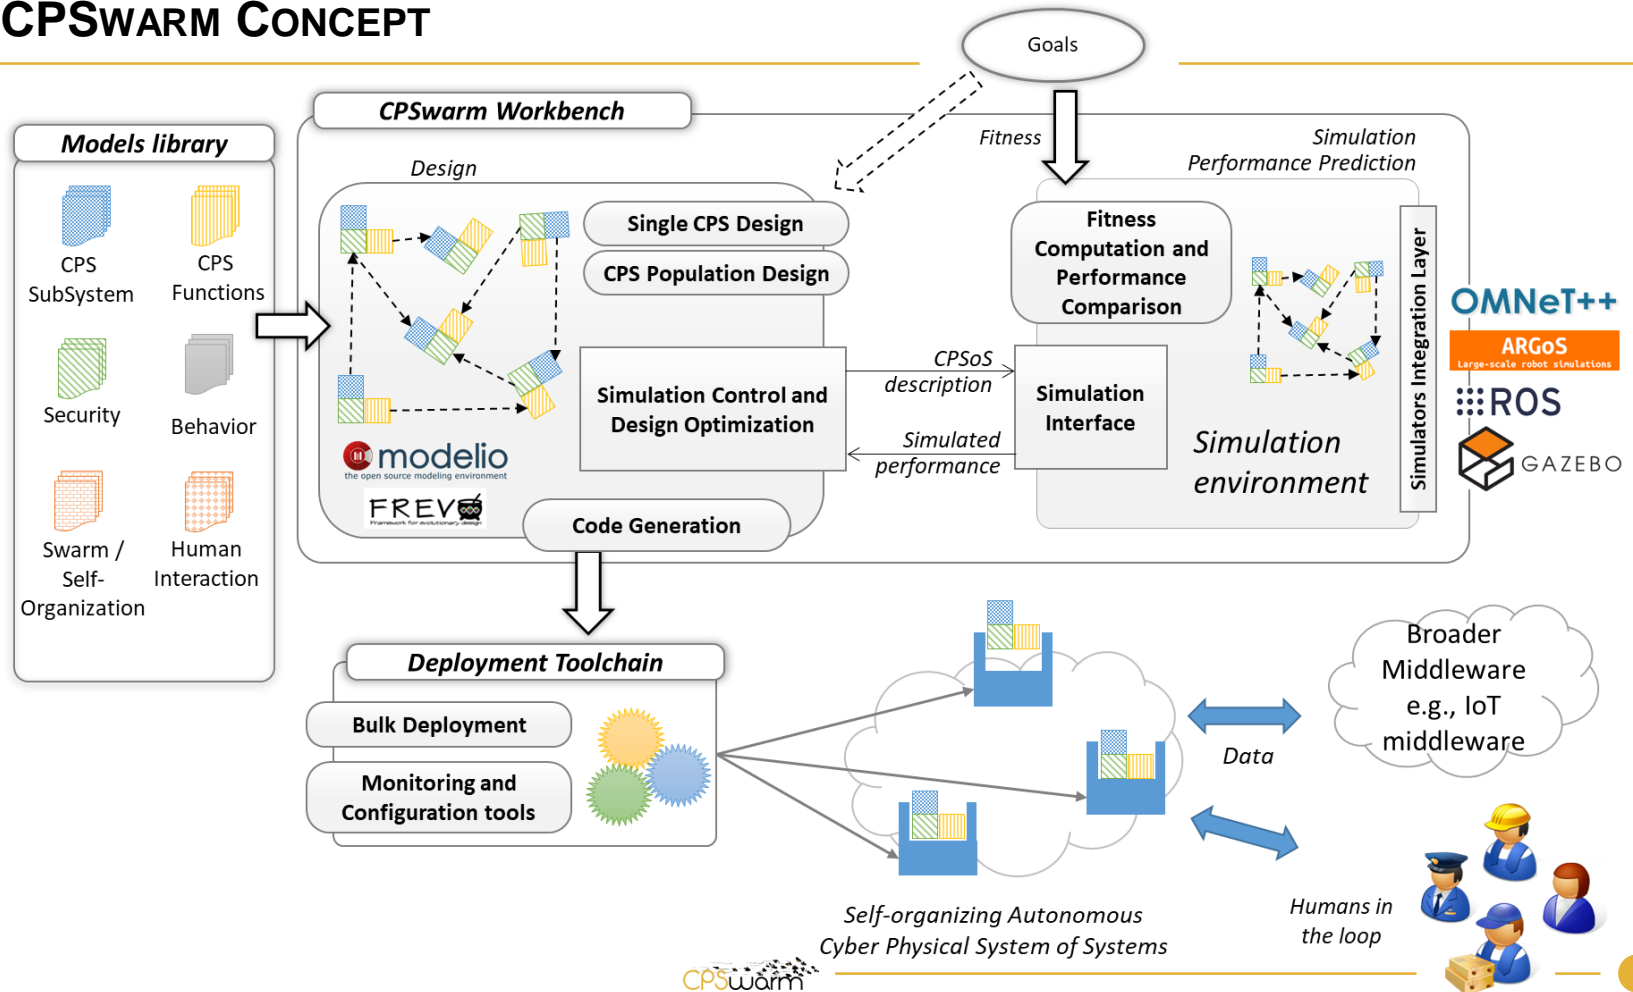 CPSWARM CONCEPT
Goals
CPSwarm Workbench
Fitness
Simulation
Performance Prediction
Models library
Design
CPS
SubSystem
CPS
Functions
Security
Behavior
Swarm /
Self-
Organization
Human
Interaction
Single CPS Design
CPS Population Design
Simulation Control and
Design Optimization
modelio
the open source modeling environment
FREVO
Framework for evolutionary design
Code Generation
CPSoS
description
Simulated
performance
Fitness
Computation and
Performance
Comparison
Simulation
Interface
Simulation
environment
Simulators Integration Layer
OMNeT++
ARGoS
Large-scale robot simulations
ROS
GAZEBO
Deployment Toolchain
Bulk Deployment
Monitoring and
Configuration tools
Broader
Middleware
e.g., IoT
middleware
Data
Self-organizing Autonomous
Cyber Physical System of Systems
Humans in
the loop
CPSwarm